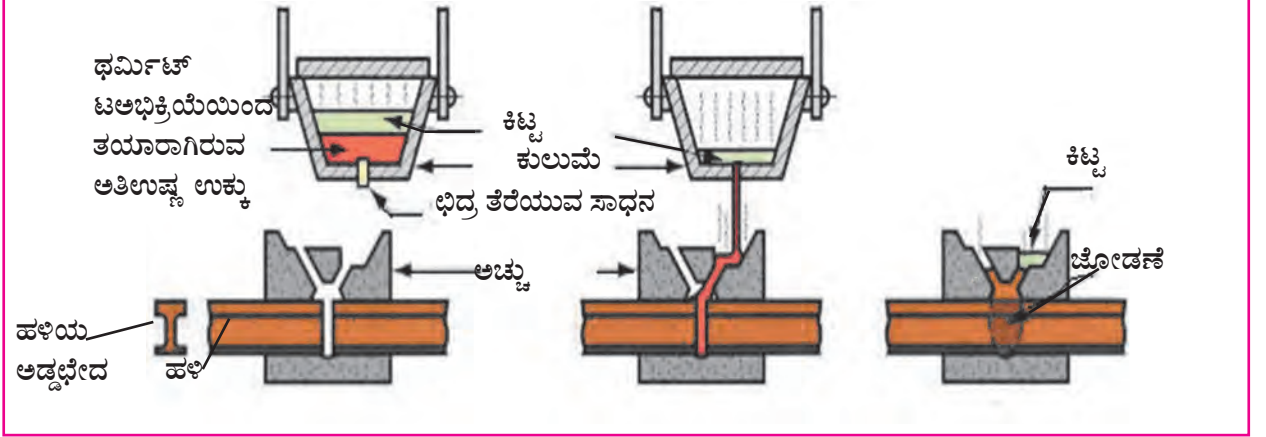 ಥರ್ಮಿಟ್
ಟಅಭಿಕ್ರಿಯೆಯಿಂದ
ತಯಾರಾಗಿರುವ
ಅತಿಉಷ್ಣ ಉಕ್ಕು
ಕಿಟ್ಟ
ಕುಲುಮೆ
ಛಿದ್ರ ತೆರೆಯುವ ಸಾಧನ
ಕಿಟ್ಟ
ಅಚ್ಚು
ಜೋಡಣೆ
ಹಳಿಯ
ಅಡ್ಡಛೇದ
ಹಳಿ